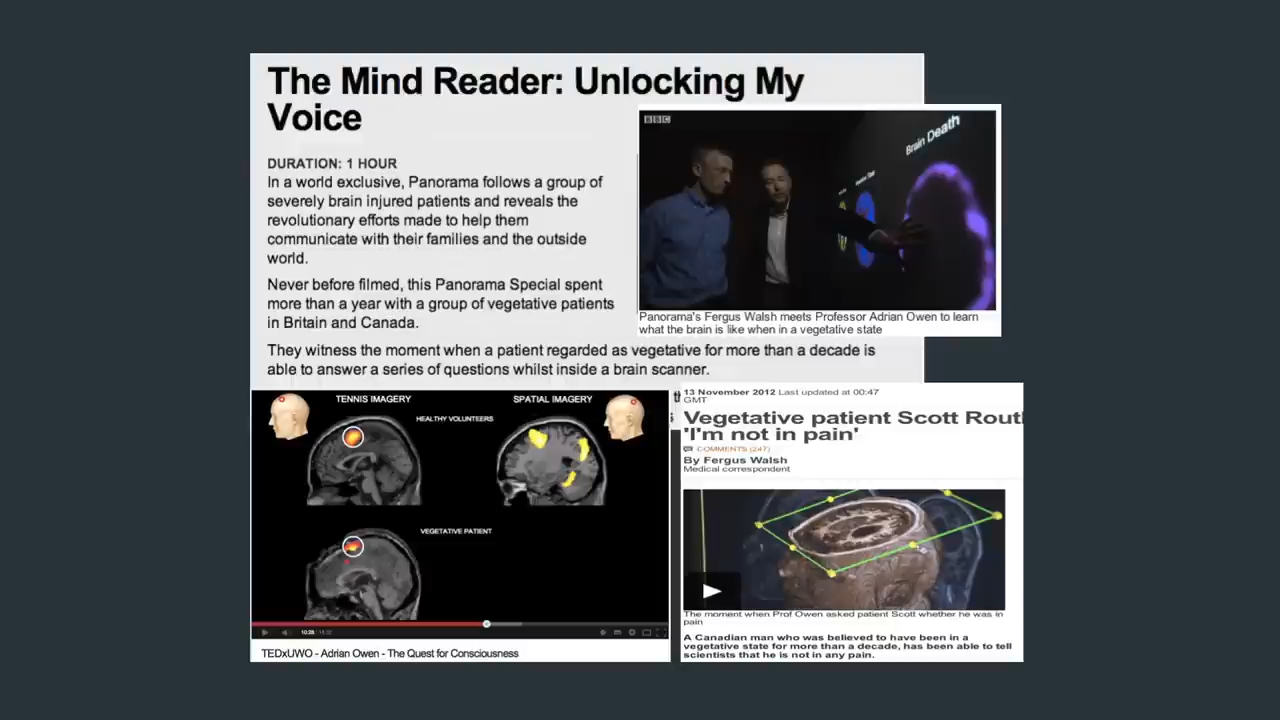 The Mind Reader: Unlocking My
Voice
DURATION: 1 HOUR
In a world exclusive, Panorama follows a group of
severely brain injured patients and reveals the
revolutionary efforts made to help them
communicate with their families and the outside
world.
Never before filmed, this Panorama Special spent
more than a year with a group of vegetative patients
in Britain and Canada.
They witness the moment when a patient regarded as vegetative for more than a decade is
able to answer a series of questions whilst inside a brain scanner.
BBC
Brain Death
Panorama's Fergus Walsh meets Professor Adrian Owen to learn
what the brain is like when in a vegetative state
TENNIS IMAGERY
SPATIAL IMAGERY
HEALTHY VOLUNTEERS
VEGETATIVE PATIENT
10:28
TEDxUWO - Adrian Owen - The Quest for Consciousness
13 November 2012 Last updated at 00:47
GMT
Vegetative patient Scott Routl
'I'm not in pain'
COMMENTS (247)
By Fergus Walsh
Medical correspondent
The moment when Prof Owen asked patient Scott whether he was in
pain
A Canadian man who was believed to have been in a
vegetative state for more than a decade, has been able to tell
scientists that he is not in any pain.